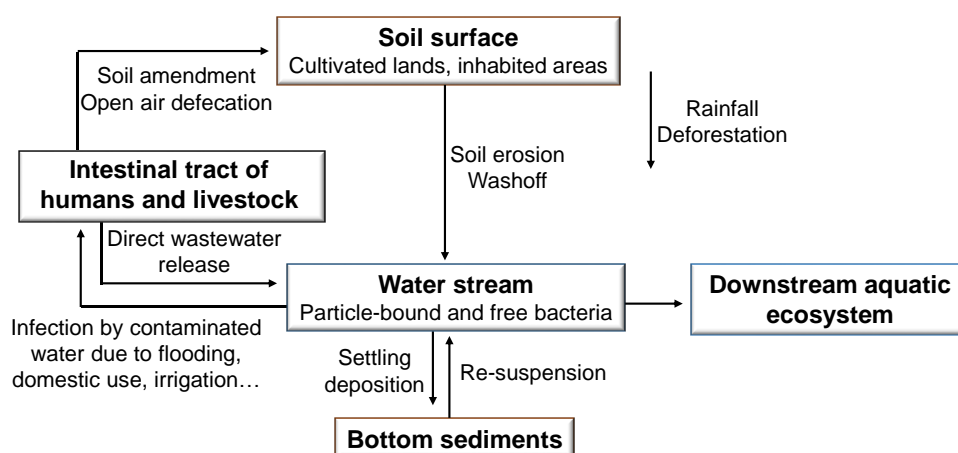 Soil surface
Cultivated lands, inhabited areas
Soil amendment
Open air defecation
Rainfall
Deforestation
Soil erosion
Washoff
Intestinal tract of
humans and livestock
Direct wastewater
release
Water stream
Particle-bound and free bacteria
Downstream aquatic
ecosystem
Infection by contaminated
water due to flooding,
domestic use, irrigation…
Settling
deposition
Re-suspension
Bottom sediments